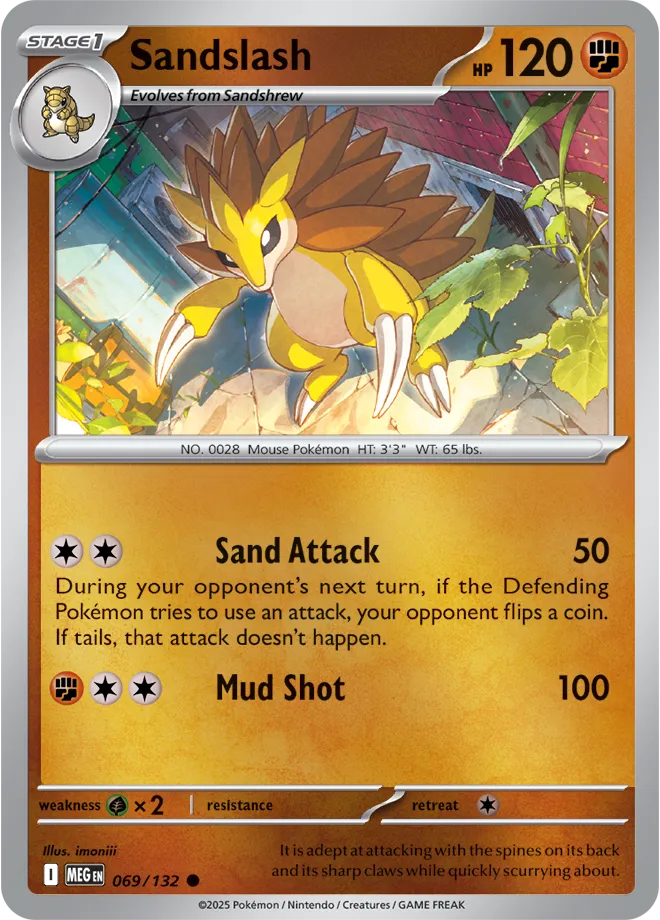 STAGE 1
Sandslash
HP 120
Evolves from Sandshrew
NO. 0028 Mouse Pokémon HT: 3'3" WT: 65 lbs.
Sand Attack 50
During your opponent's next turn, if the Defending
Pokémon tries to use an attack, your opponent flips a coin.
If tails, that attack doesn't happen.
Mud Shot 100
weakness ×2 resistance retreat
Illus. imoniii
It is adept at attacking with the spines on its back
and its sharp claws while quickly scurrying about.
I MEG EN 069/132
©2025 Pokémon / Nintendo / Creatures / GAME FREAK